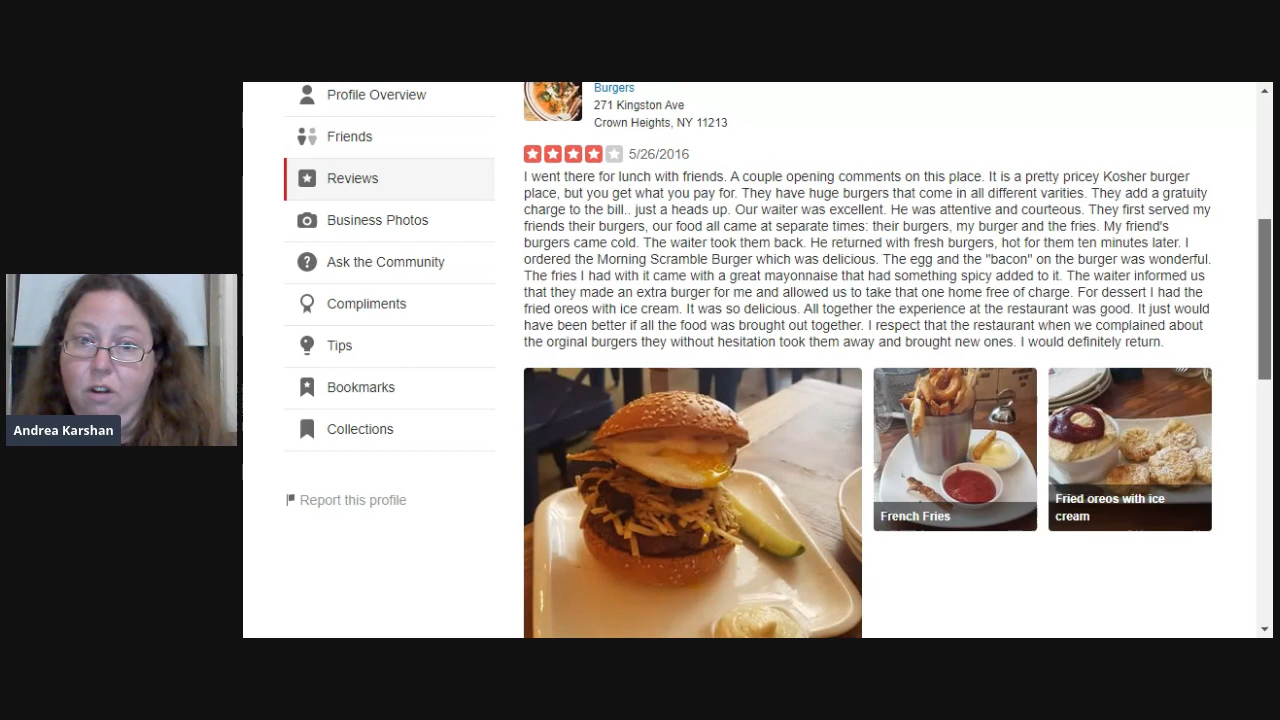 Profile Overview
Friends
Reviews
Business Photos
Ask the Community
Compliments
Tips
Bookmarks
Collections
Report this profile
Andrea Karshan
Burgers
271 Kingston Ave
Crown Heights, NY 11213
5/26/2016
I went there for lunch with friends. A couple opening comments on this place. It is a pretty pricey Kosher burger
place, but you get what you pay for. They have huge burgers that come in all different varities. They add a gratuity
charge to the bill.. just a heads up. Our waiter was excellent. He was attentive and courteous. They first served my
friends their burgers, our food all came at separate times: their burgers, my burger and the fries. My friend's
burgers came cold. The waiter took them back. He returned with fresh burgers, hot for them ten minutes later. I
ordered the Morning Scramble Burger which was delicious. The egg and the "bacon" on the burger was wonderful.
The fries I had with it came with a great mayonnaise that had something spicy added to it. The waiter informed us
that they made an extra burger for me and allowed us to take that one home free of charge. For dessert I had the
fried oreos with ice cream. It was so delicious. All together the experience at the restaurant was good. It just would
have been better if all the food was brought out together. I respect that the restaurant when we complained about
the orginal burgers they without hesitation took them away and brought new ones. I would definitely return.
French Fries
Fried oreos with ice
cream